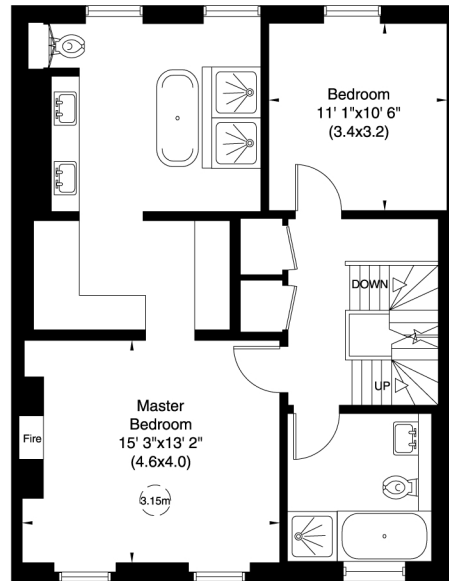 Bedroom
11' 1"x10' 6"
(3.4x3.2)
DOWN
UP
Master
Bedroom
15' 3"x13' 2"
(4.6x4.0)
Fire
3.15m